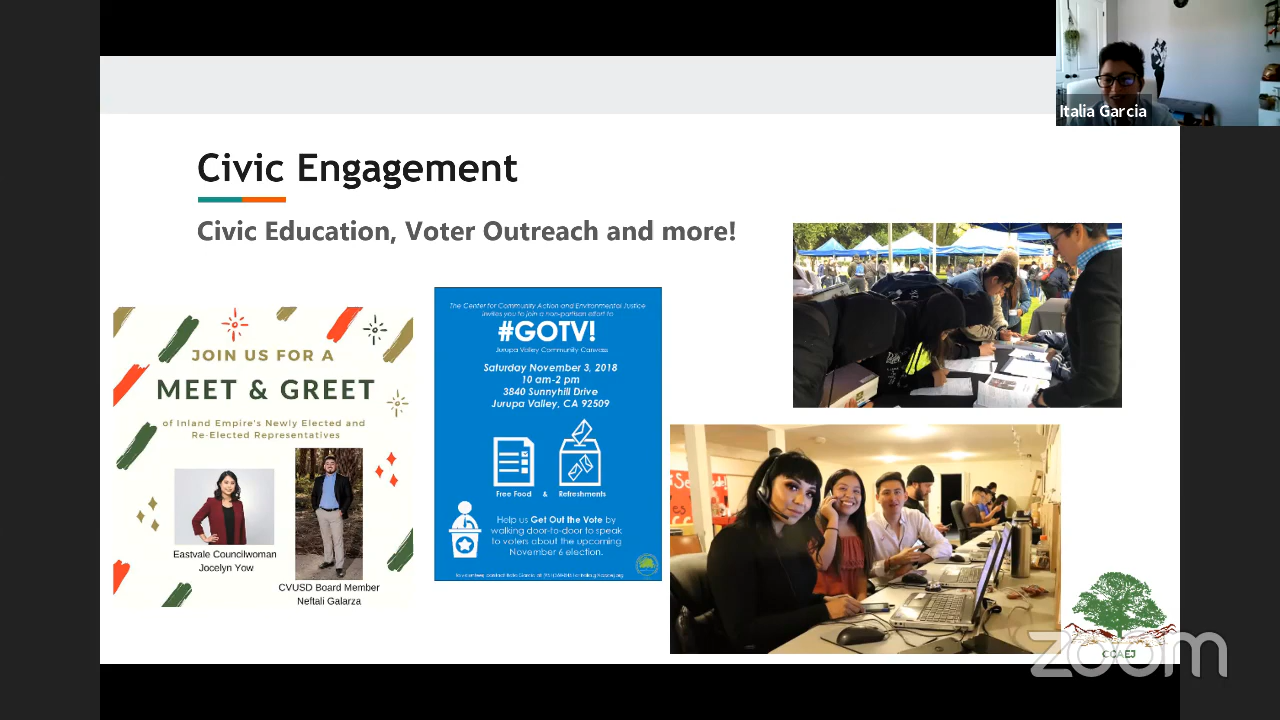 Italia Garcia
Civic Engagement
Civic Education, Voter Outreach and more!
JOIN US FOR A
MEET & GREET
of Inland Empire's Newly Elected and
Re-Elected Representatives
Eastvale Councilwoman
Jocelyn Yow
CVUSD Board Member
Neftali Galarza
The Center for Community Action and Environmental Justice
invites you to join a non-partisan effort to
#GOTV!
Jurupa Valley Community Canvass
Saturday November 3, 2018
10 am-2 pm
3840 Sunnyhill Drive
Jurupa Valley, CA 92509
Free Food & Refreshments
Help us Get Out the Vote by
walking door-to-door to speak
to voters about the upcoming
November 6 election.
CCAEJ
zoom